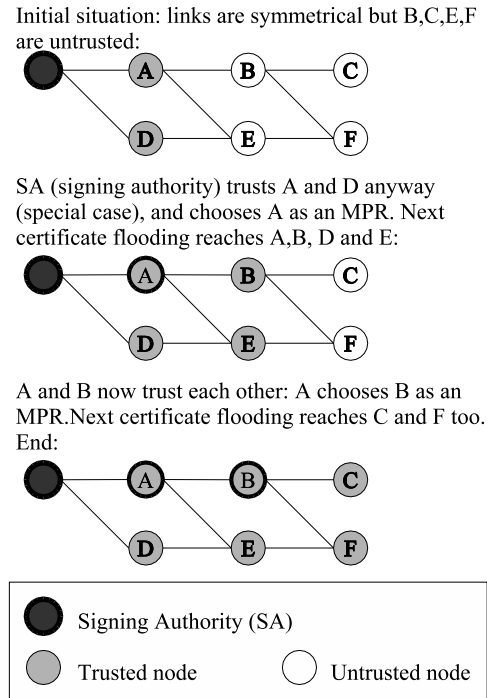 Initial situation: links are symmetrical but B,C,E,F
are untrusted:
A B C
D E F
SA (signing authority) trusts A and D anyway
(special case), and chooses A as an MPR. Next
certificate flooding reaches A,B, D and E:
A B C
D E F
A and B now trust each other: A chooses B as an
MPR.Next certificate flooding reaches C and F too.
End:
A B C
D E F
Signing Authority (SA)
Trusted node Untrusted node